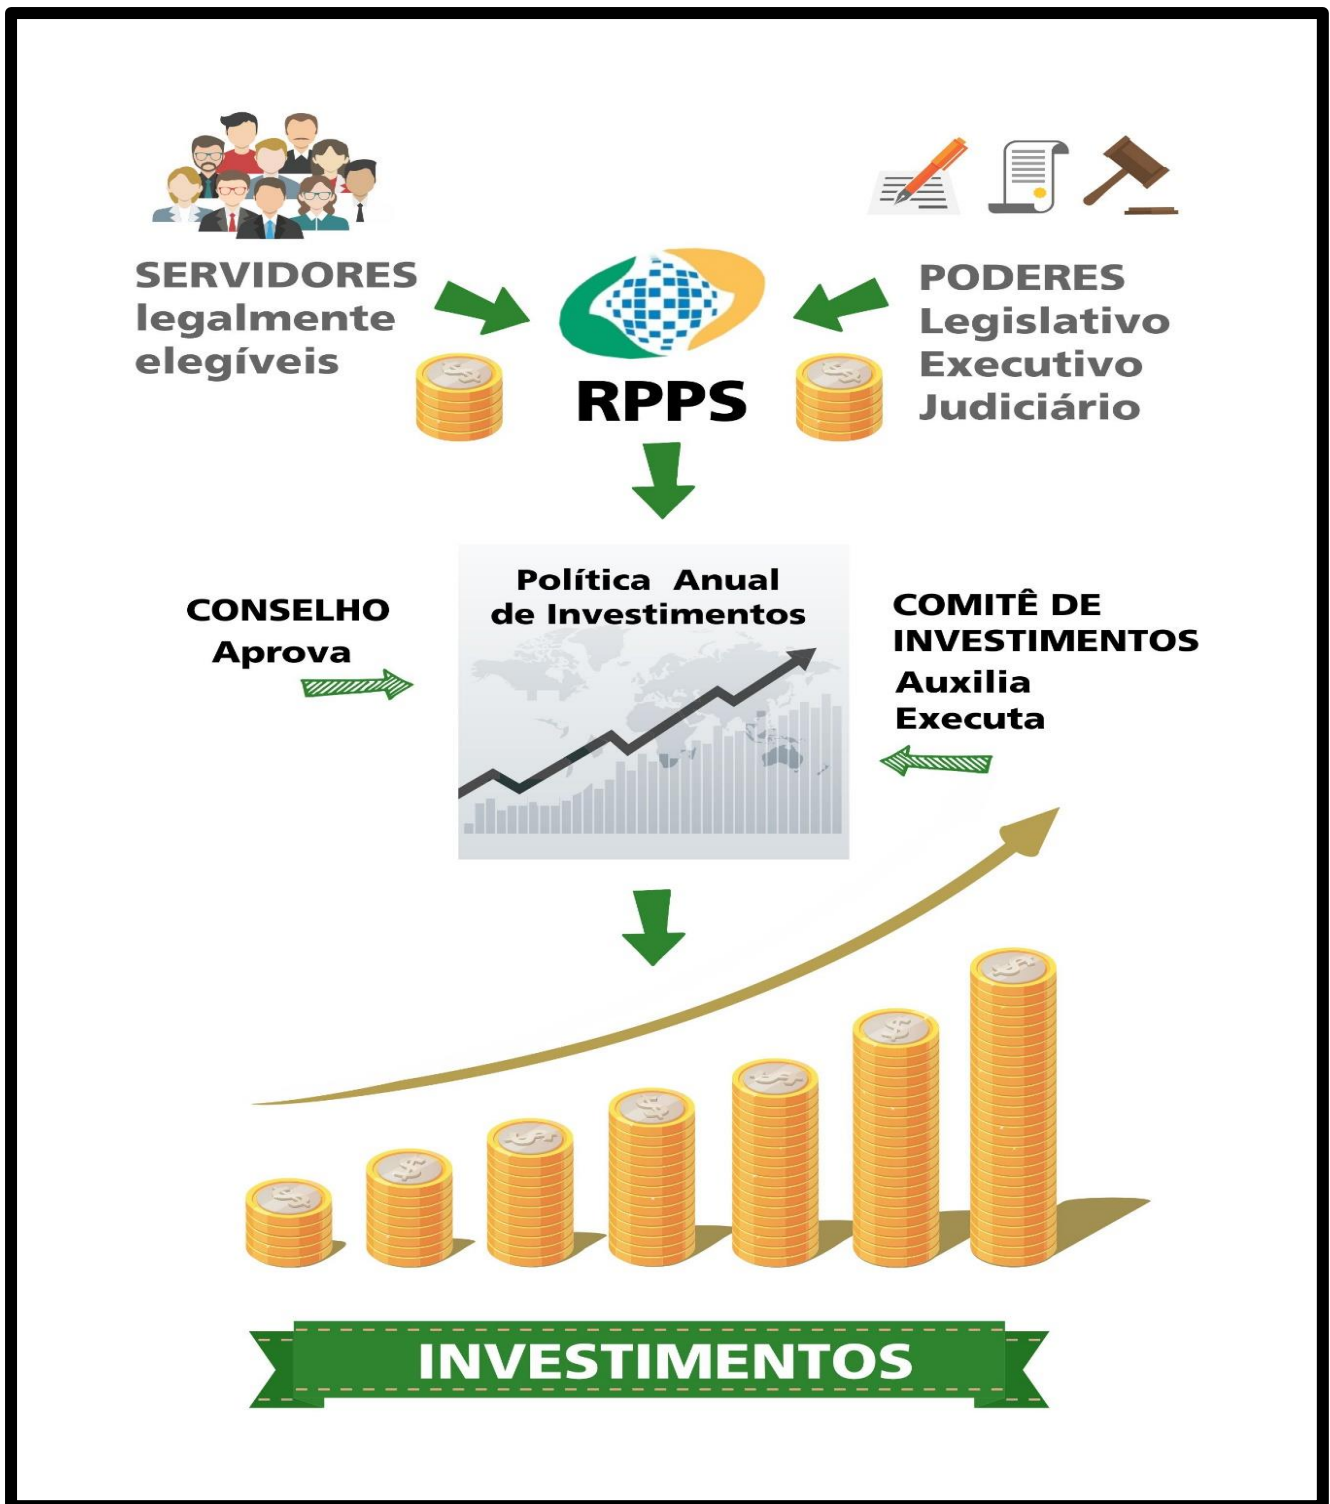 SERVIDORES
legalmente
elegíveis
RPPS
PODERES
Legislativo
Executivo
Judiciário
CONSELHO
Aprova
Política Anual
de Investimentos
COMITÊ DE
INVESTIMENTOS
Auxilia
Executa
INVESTIMENTOS